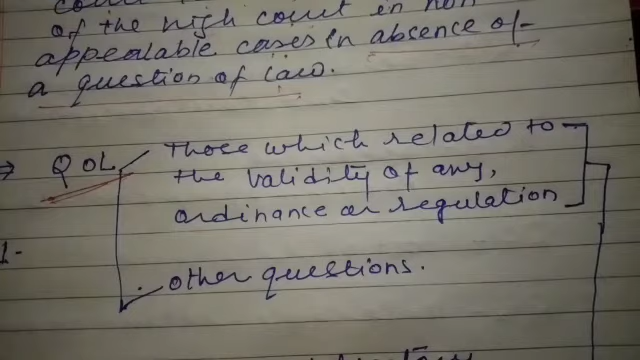 of the high court in non
appealable cases in absence of
a question of law.
→ QOL Those which related to
the validity of any,
ordinance or regulation
1-
other questions.